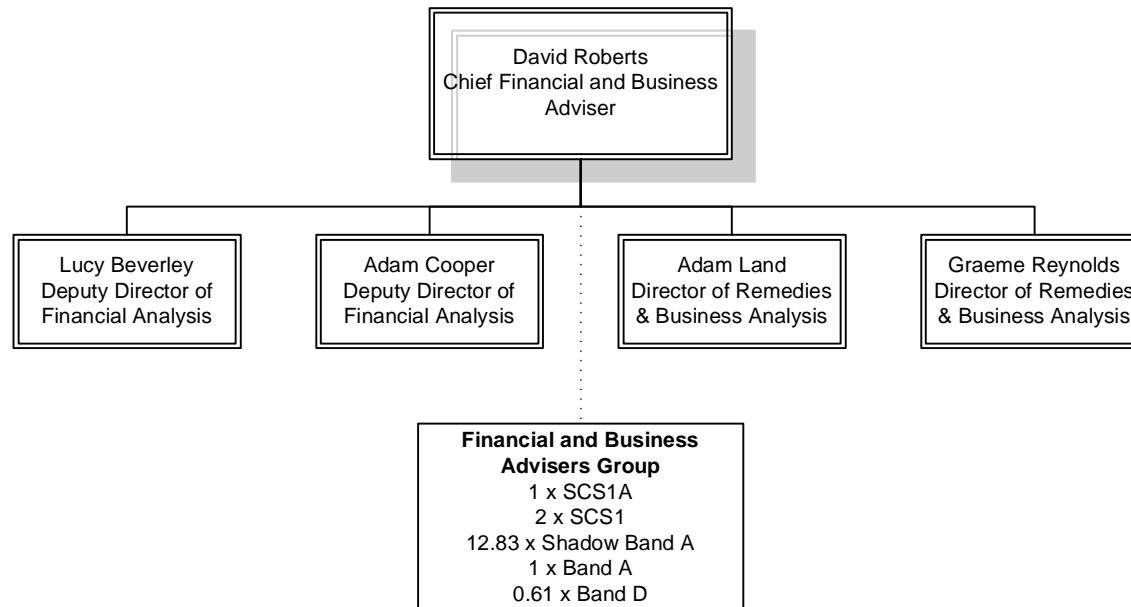 David Roberts
Chief Financial and Business
Adviser
Lucy Beverley
Deputy Director of
Financial Analysis
Adam Cooper
Deputy Director of
Financial Analysis
Adam Land
Director of Remedies
& Business Analysis
Graeme Reynolds
Director of Remedies
& Business Analysis
Financial and Business
Advisers Group
1 x SCS1A
2 x SCS1
12.83 x Shadow Band A
1 x Band A
0.61 x Band D